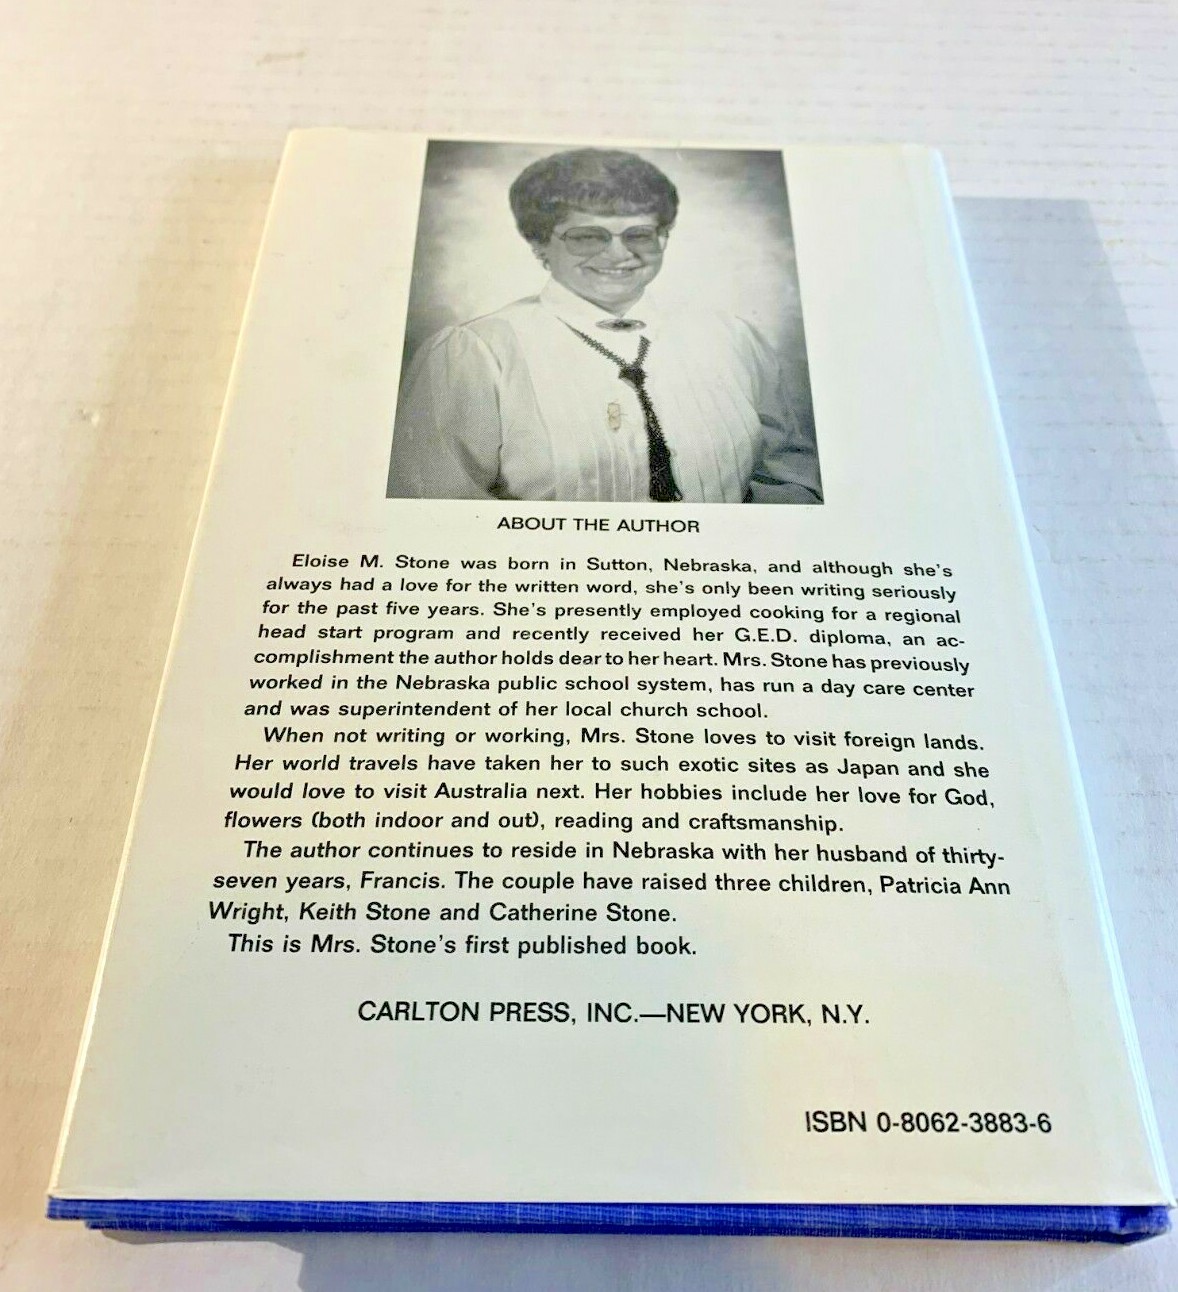 ABOUT THE AUTHOR
Eloise M. Stone was born in Sutton, Nebraska, and although she's
always had a love for the written word, she's only been writing seriously
for the past five years. She's presently employed cooking for a regional
head start program and recently received her G.E.D. diploma, an ac-
complishment the author holds dear to her heart. Mrs. Stone has previously
worked in the Nebraska public school system, has run a day care center
and was superintendent of her local church school.
When not writing or working, Mrs. Stone loves to visit foreign lands.
Her world travels have taken her to such exotic sites as Japan and she
would love to visit Australia next. Her hobbies include her love for God,
flowers (both indoor and out), reading and craftsmanship.
The author continues to reside in Nebraska with her husband of thirty-
seven years, Francis. The couple have raised three children, Patricia Ann
Wright, Keith Stone and Catherine Stone.
This is Mrs. Stone's first published book.
CARLTON PRESS, INC.—NEW YORK, N.Y.
ISBN 0-8062-3883-6